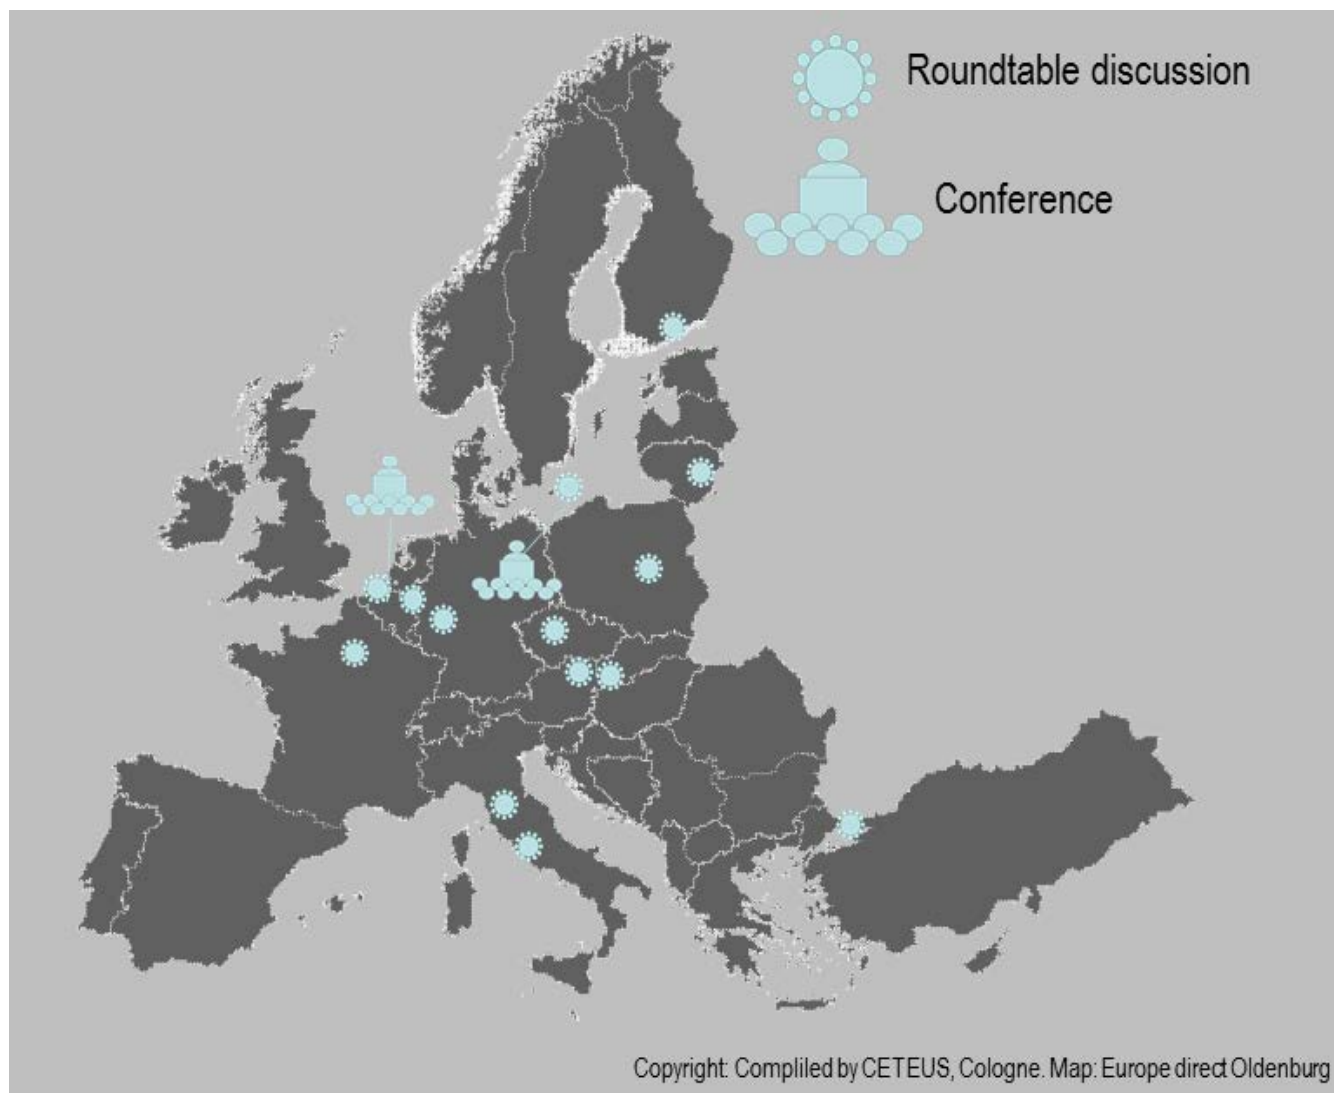 Roundtable discussion
Conference
Copyright: Compliled by CETEUS, Cologne. Map: Europe direct Oldenburg